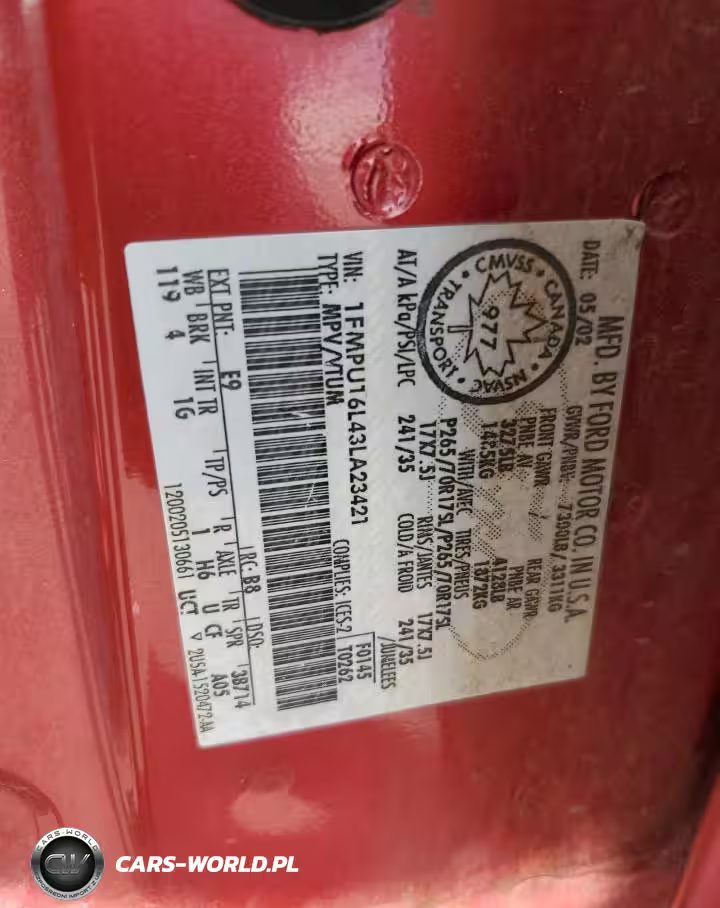 MFD. BY FORD MOTOR CO. IN U.S.A.
DATE: 05/02
GVWR/PNBV: 7300LB/3311KG
FRONT GAWR/ REAR GAWR
PNBE AV PNBE AR
3275LB 4128LB
1485KG 1872KG
WITH/AVEC TIRES/PNEUS
P265/70R17SL/P265/70R17SL
17X7.5J RIMS/JANTES 17X7.5J
AT/A kPa/PSI/LPC 241/35 COLD/A FROID 241/35
/JUMELEES
CMVSS • CANADA • NSVAC • TRANSPORT •
977
VIN: 1FMPU16L43LA23421
TYPE: MPV/VTUM COMPLIES: ICES-2
F0145
T0262
EXT PNT: E9 RC: B8 DSO:
WB BRK INT TR TP/PS R AXLE TR SPR 38714
119 4 1G 1 H6 U CF A05
120020513066 UCT
CARS-WORLD
CW
CARS-WORLD.PL